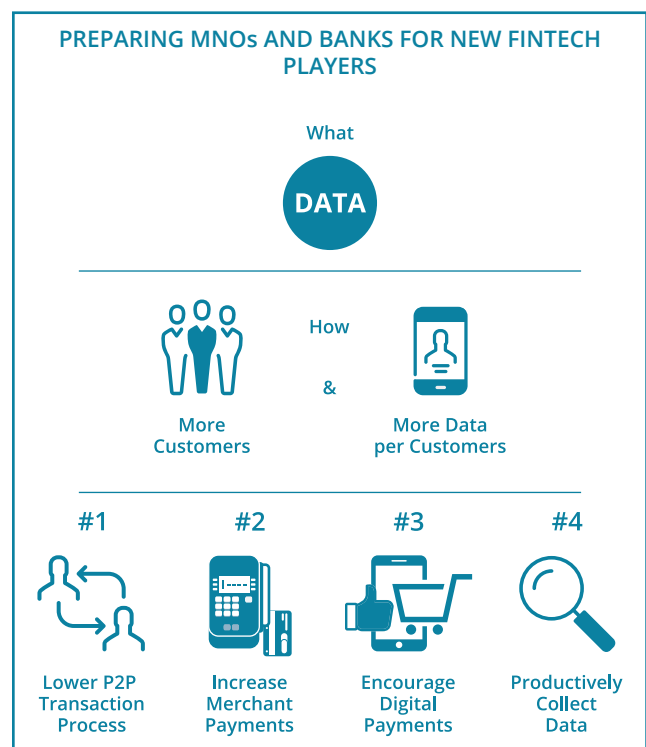 PREPARING MNOs AND BANKS FOR NEW FINTECH
PLAYERS
What
DATA
How
&
More
Customers
More Data
per Customers
#1
#2
#3
#4
Lower P2P
Transaction
Process
Increase
Merchant
Payments
Encourage
Digital
Payments
Productively
Collect
Data